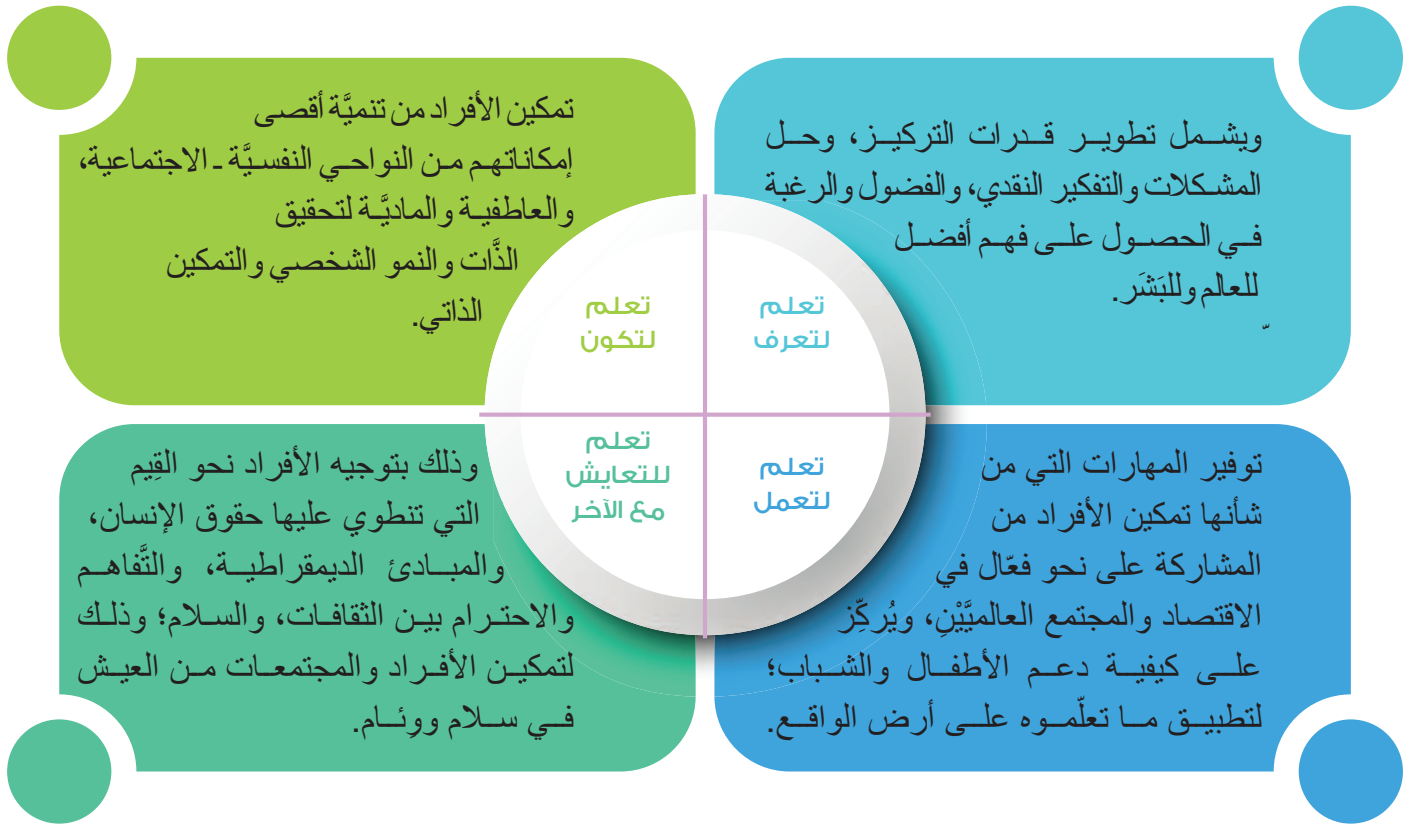 ويشمل تطوير قدرات التركيز، وحل
المشكلات والتفكير النقدي، والفضول والرغبة
في الحصول على فهم أفضل
للعالم وللبَشَر.
تعلم
لتعرف
تمكين الأفراد من تنميَّة أقصى
إمكاناتهم من النواحي النفسيَّة - الاجتماعية،
والعاطفية والماديَّة لتحقيق
الذَّات والنمو الشخصي والتمكين
الذاتي.
تعلم
لتكون
توفير المهارات التي من
شأنها تمكين الأفراد من
المشاركة على نحو فعّال في
الاقتصاد والمجتمع العالميَّيْنِ، ويُركِّز
على كيفية دعم الأطفال والشباب؛
لتطبيق ما تعلّموه على أرض الواقع.
تعلم
لتعمل
وذلك بتوجيه الأفراد نحو القِيم
التي تنطوي عليها حقوق الإنسان،
والمبادئ الديمقراطية، والتَّفاهم
والاحترام بين الثقافات، والسلام؛ وذلك
لتمكين الأفراد والمجتمعات من العيش
في سلام ووِئام.
تعلم
للتعايش
مع الآخر